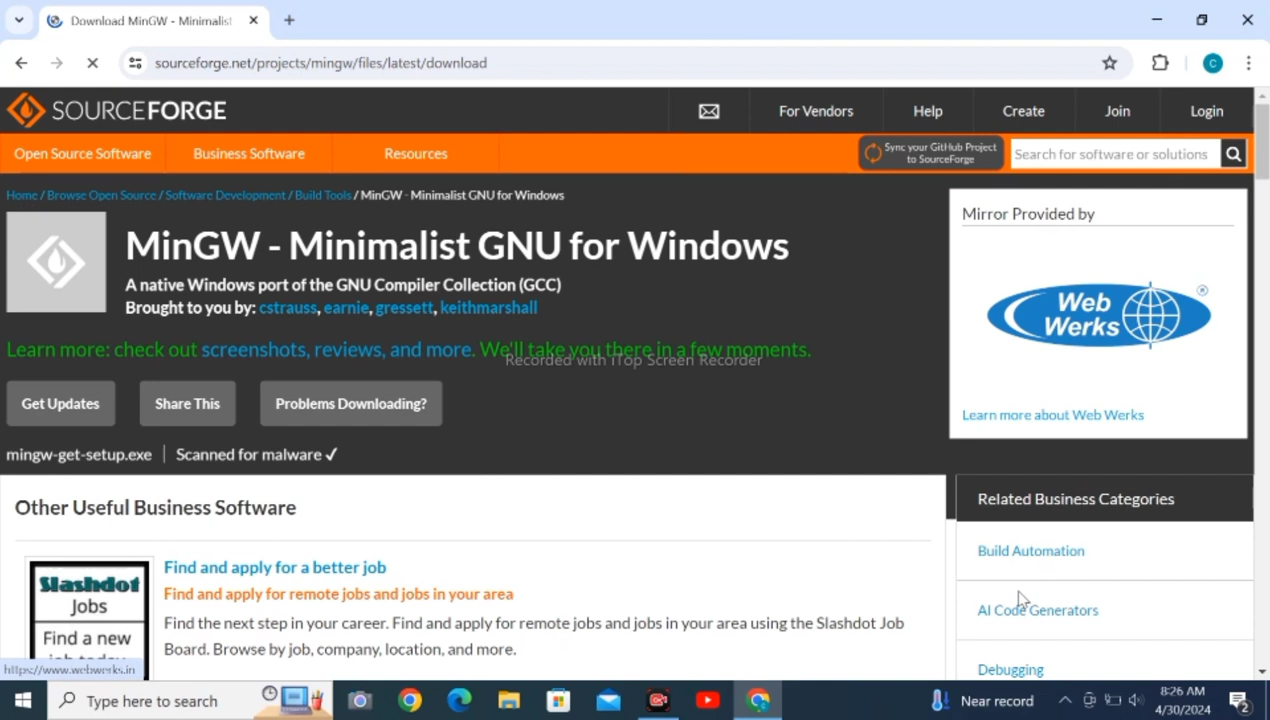 Download MinGW - Minimalist
sourceforge.net/projects/mingw/files/latest/download
C
SOURCEFORGE
For Vendors
Help
Create
Join
Login
Open Source Software
Business Software
Resources
Sync your GitHub Project
to SourceForge
Search for software or solutions
Home / Browse Open Source / Software Development / Build Tools / MinGW - Minimalist GNU for Windows
MinGW - Minimalist GNU for Windows
A native Windows port of the GNU Compiler Collection (GCC)
Brought to you by: cstrauss, earnie, gressett, keithmarshall
Mirror Provided by
Web
Werks
®
Learn more about Web Werks
Learn more: check out screenshots, reviews, and more. We'll take you there in a few moments.
Recorded with iTop Screen Recorder
Get Updates
Share This
Problems Downloading?
mingw-get-setup.exe
Scanned for malware ✓
Other Useful Business Software
Slashdot
Jobs
Find a new
job today
Find and apply for a better job
Find and apply for remote jobs and jobs in your area
Find the next step in your career. Find and apply for remote jobs and jobs in your area using the Slashdot Job
Board. Browse by job, company, location, and more.
Related Business Categories
Build Automation
AI Code Generators
Debugging
https://www.webwerks.in
Type here to search
Near record
8:26 AM
4/30/2024
2